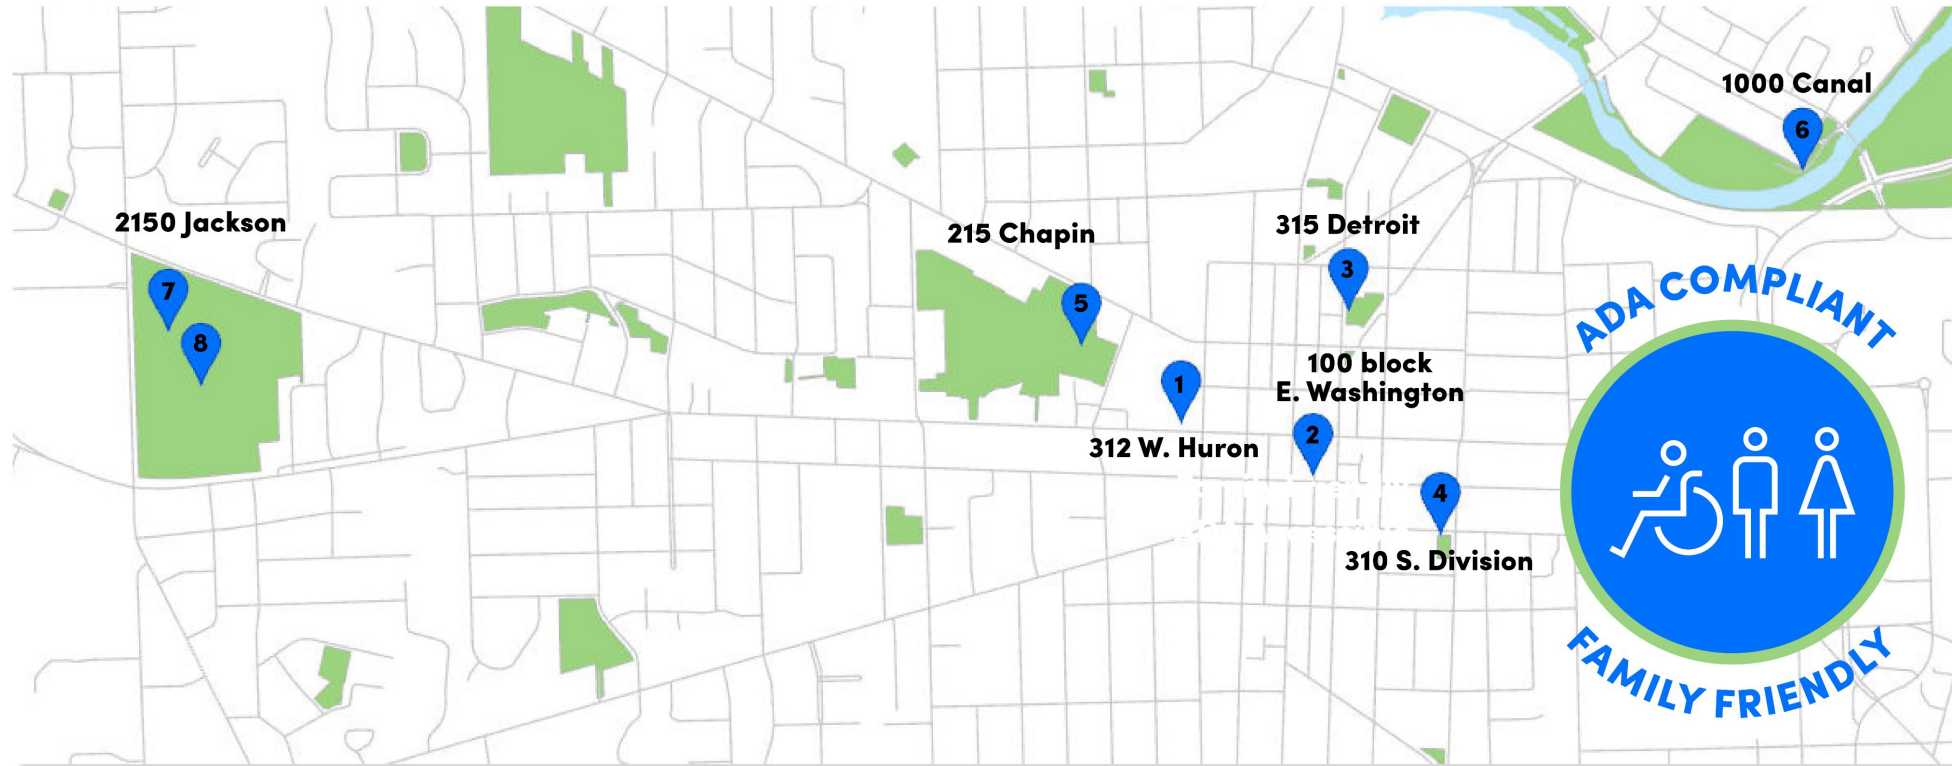 1000 Canal
6
2150 Jackson
7
8
215 Chapin
5
315 Detroit
3
100 block
E. Washington
2
1
312 W. Huron
4
310 S. Division
ADA COMPLIANT
FAMILY FRIENDLY